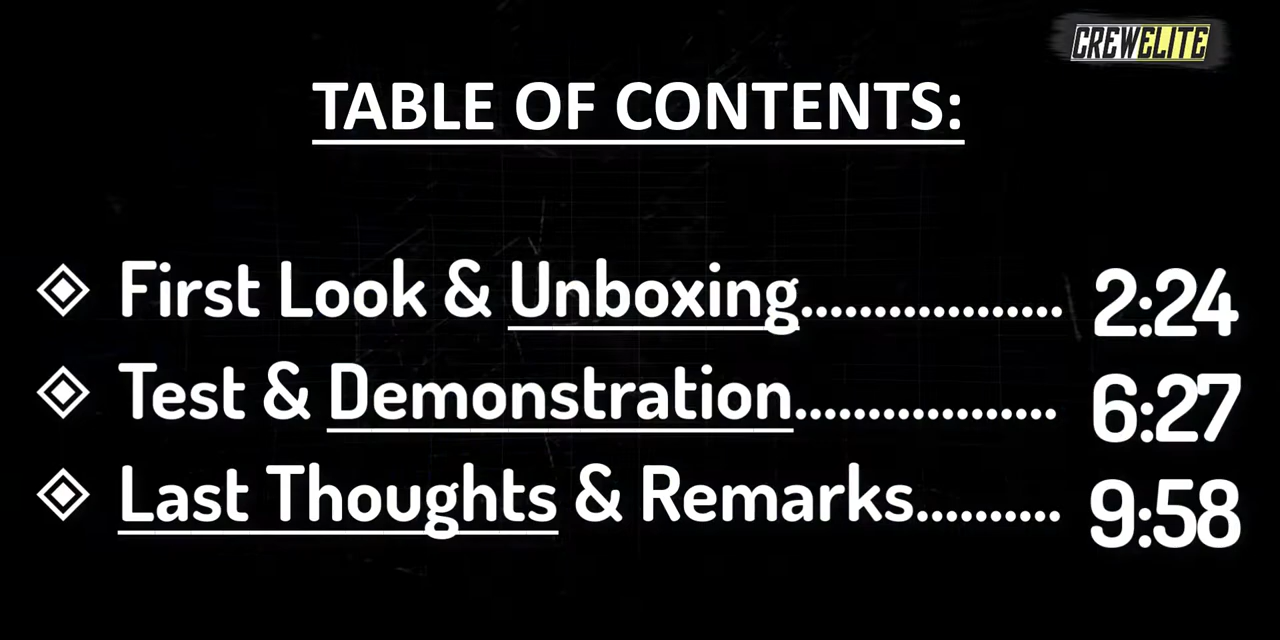 CREWELITE
TABLE OF CONTENTS:
First Look & Unboxing.................. 2:24
Test & Demonstration.................. 6:27
Last Thoughts & Remarks.......... 9:58